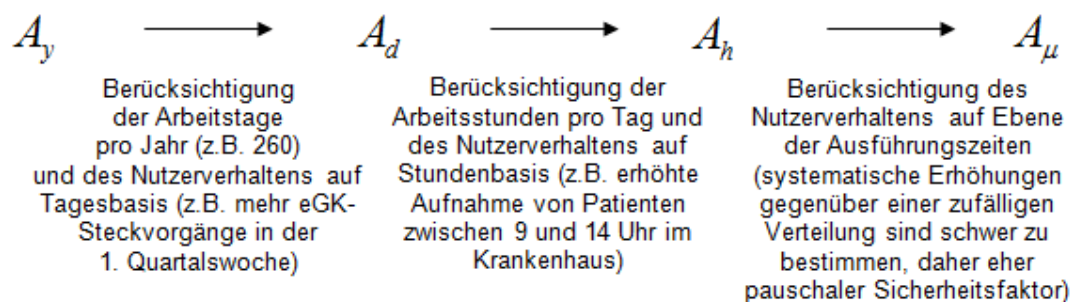 A_y → A_d → A_h → A_μ
Berücksichtigung
der Arbeitstage
pro Jahr (z.B. 260)
und des Nutzerverhaltens auf
Tagesbasis (z.B. mehr eGK-
Steckvorgänge in der
1. Quartalswoche)
Berücksichtigung der
Arbeitsstunden pro Tag und
des Nutzerverhaltens auf
Stundenbasis (z.B. erhöhte
Aufnahme von Patienten
zwischen 9 und 14 Uhr im
Krankenhaus)
Berücksichtigung des
Nutzerverhaltens auf Ebene
der Ausführungszeiten
(systematische Erhöhungen
gegenüber einer zufälligen
Verteilung sind schwer zu
bestimmen, daher eher
pauschaler Sicherheitsfaktor)